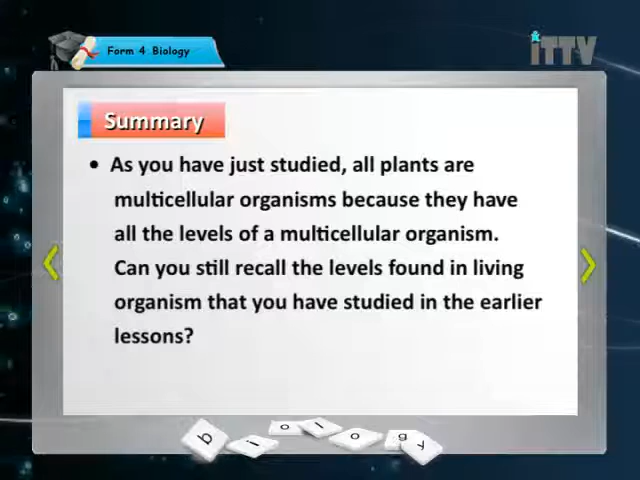 Form 4 Biology
iTTV
Summary
• As you have just studied, all plants are
multicellular organisms because they have
all the levels of a multicellular organism.
Can you still recall the levels found in living
organism that you have studied in the earlier
lessons?
biology